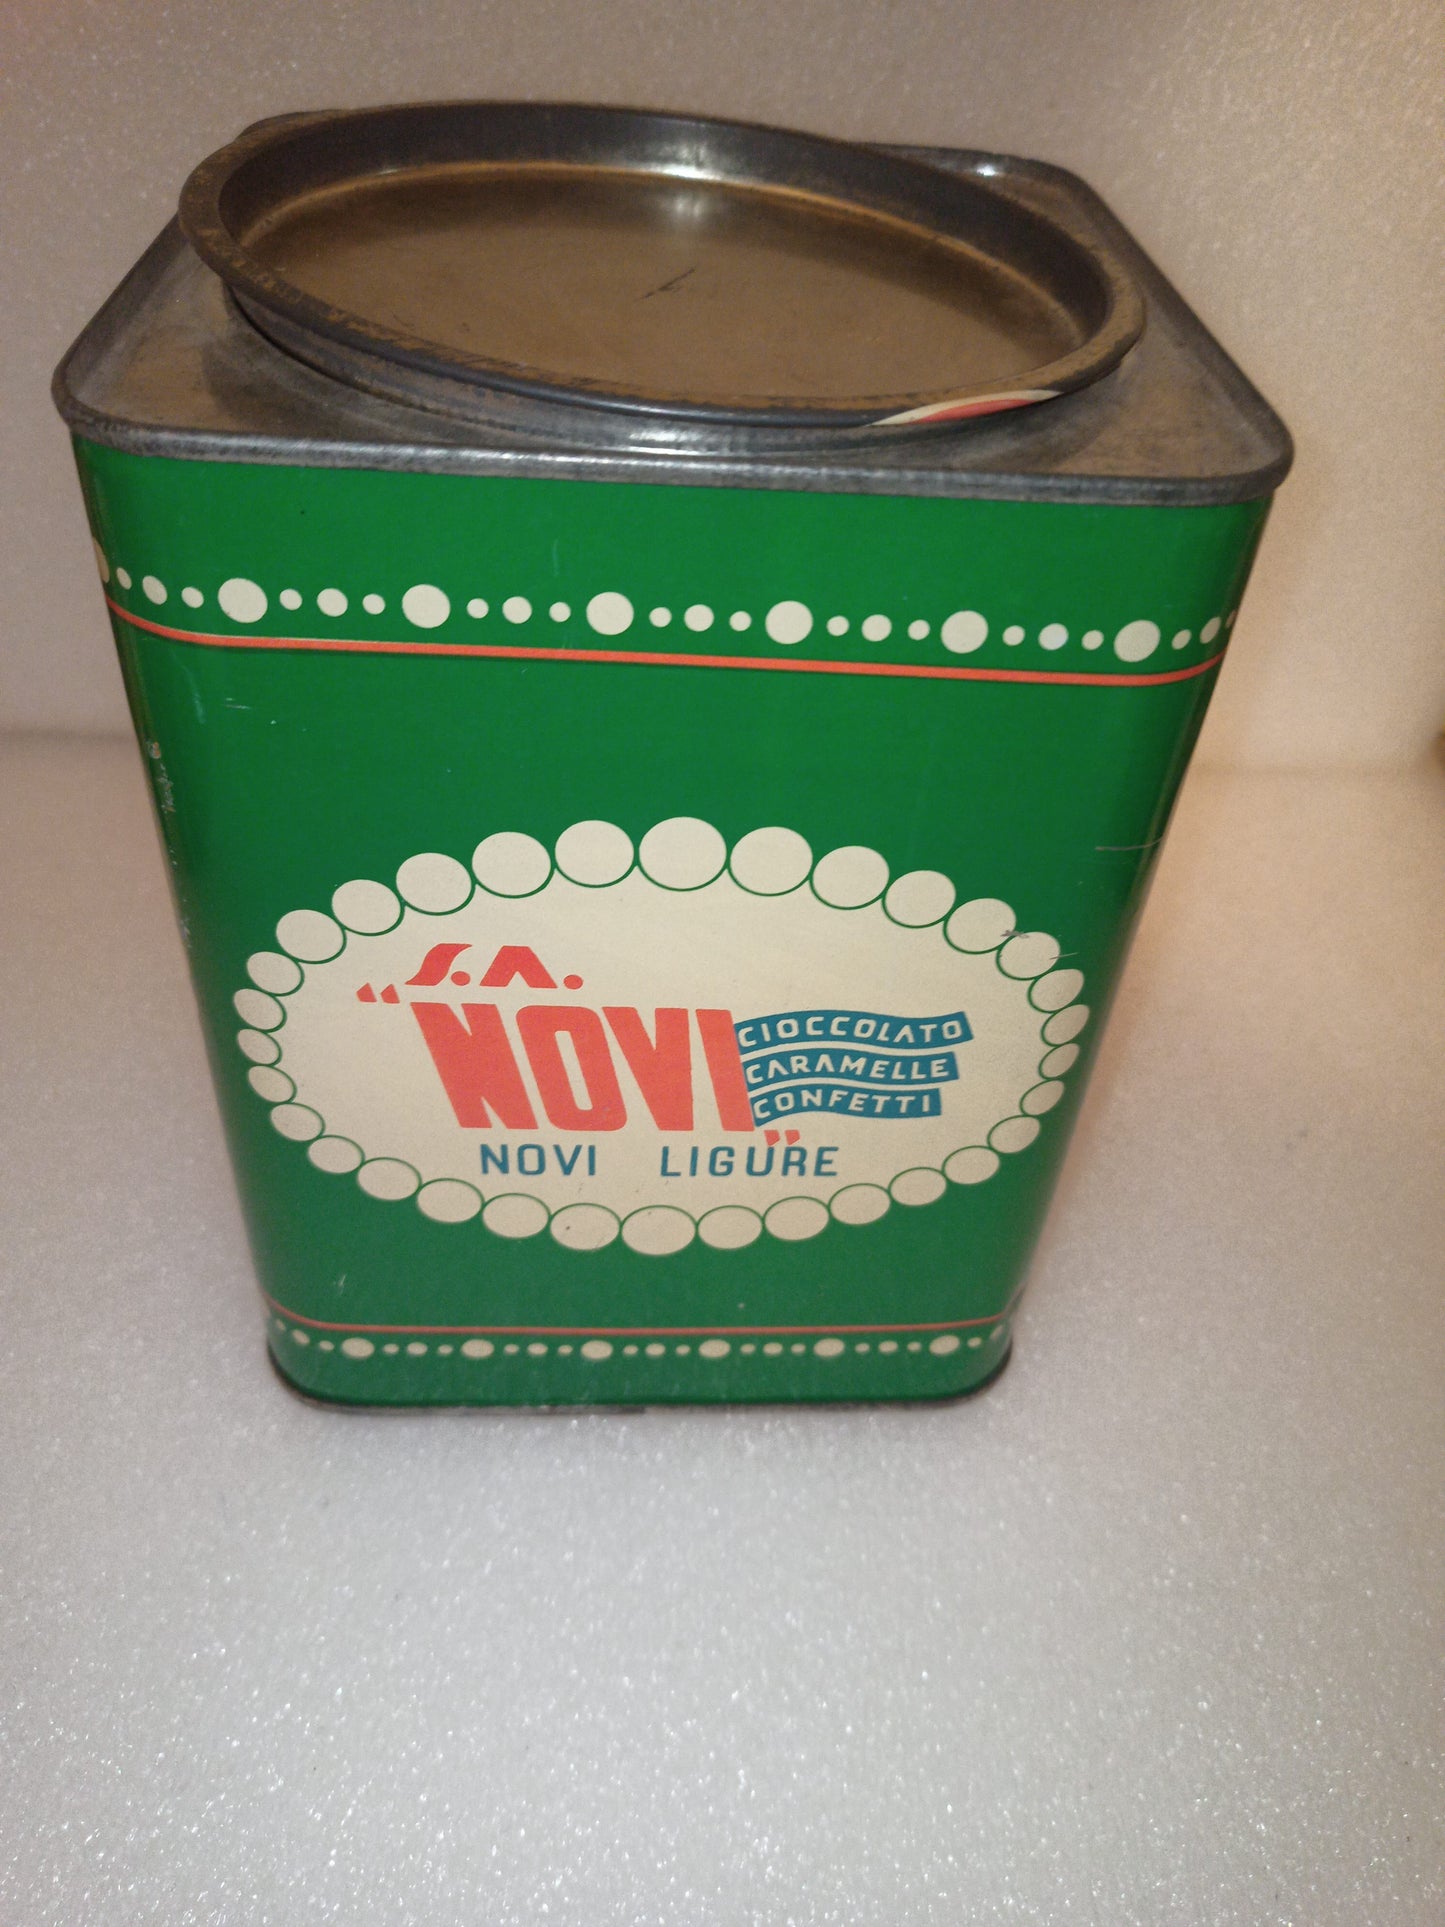 S.A.
"NOVI"
CIOCCOLATO
CARAMELLE
CONFETTI
NOVI LIGURE